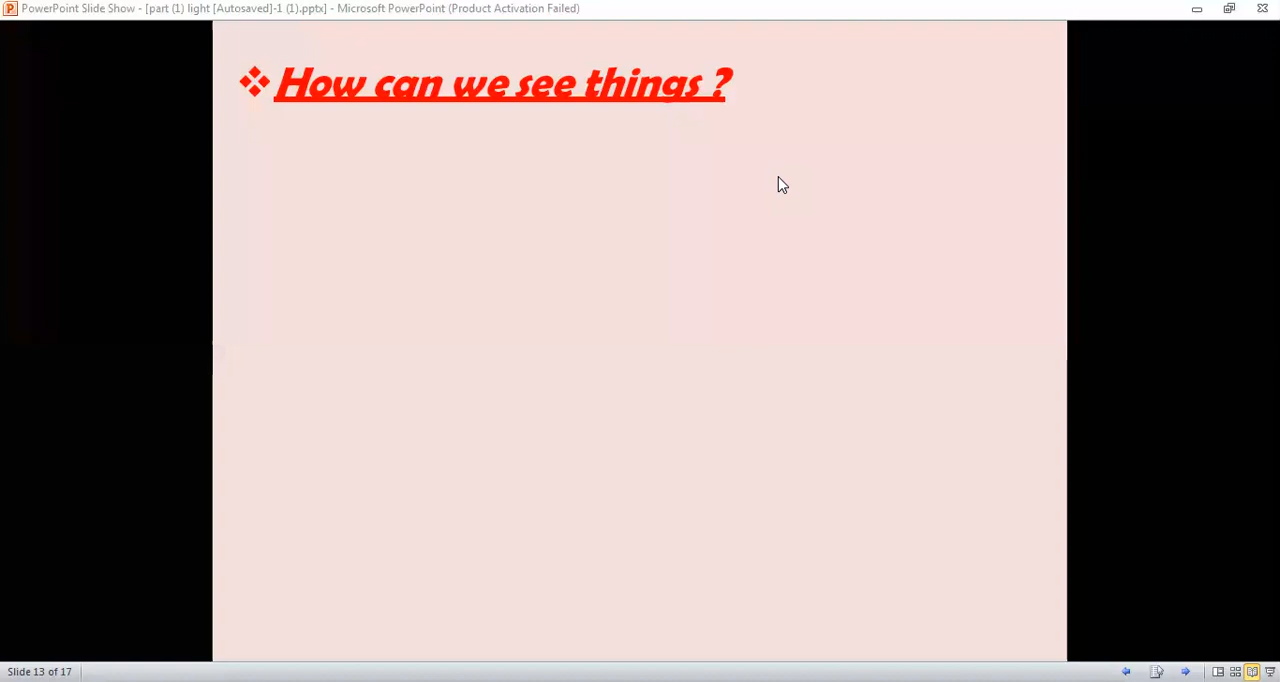 PowerPoint Slide Show - [part (1) light [Autosaved]-1 (1).pptx] - Microsoft PowerPoint (Product Activation Failed)
How can we see things ?
Slide 13 of 17